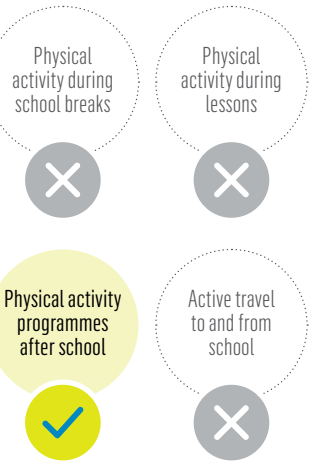 Physical
activity during
school breaks
Physical
activity during
lessons
Physical activity
programmes
after school
Active travel
to and from
school